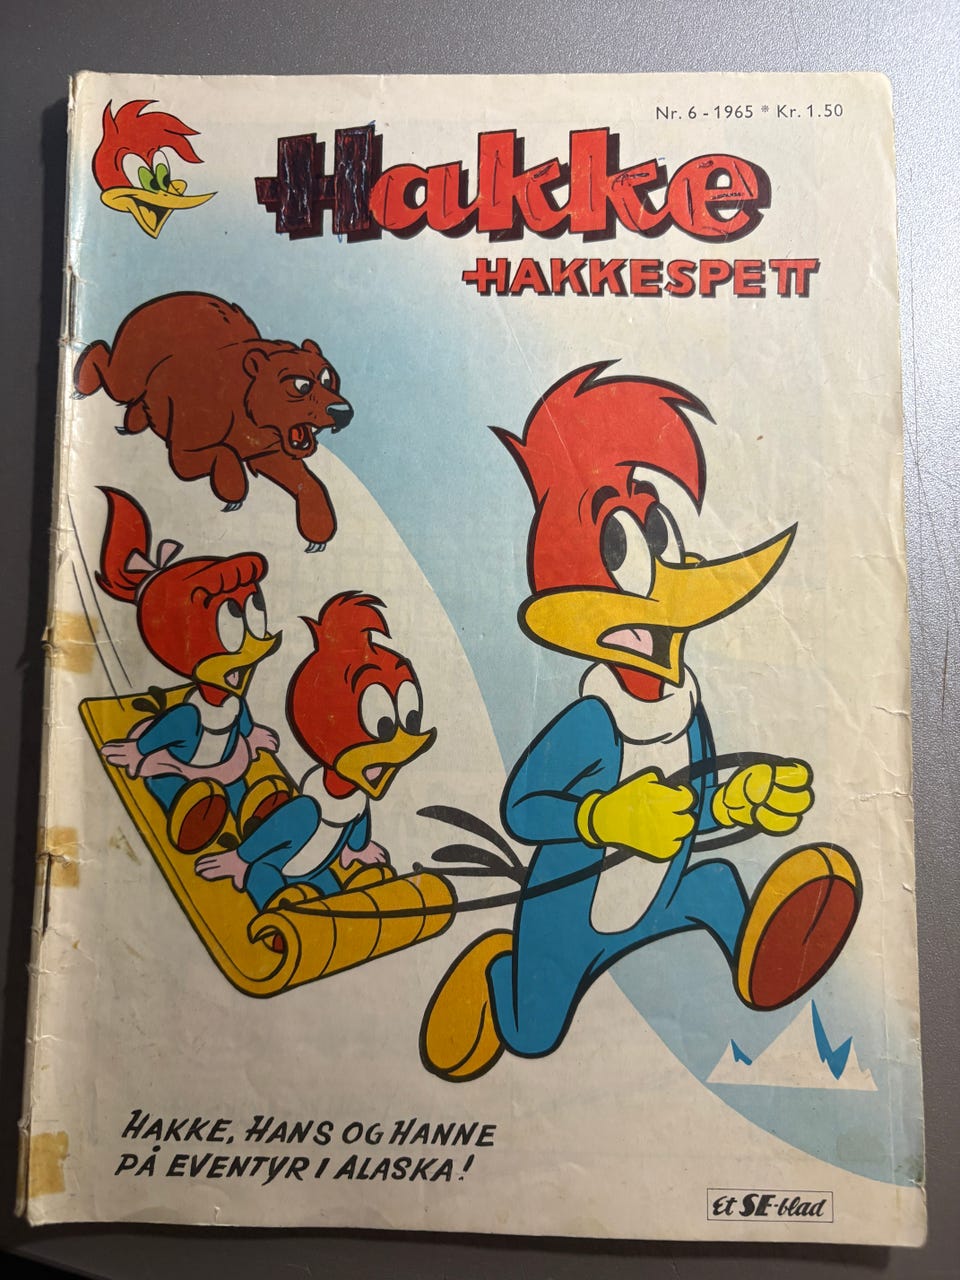 Nr. 6 - 1965 * Kr. 1.50
Hakke
HAKKESPETT
HAKKE, HANS OG HANNE
PÅ EVENTYR I ALASKA!
Et SE-blad